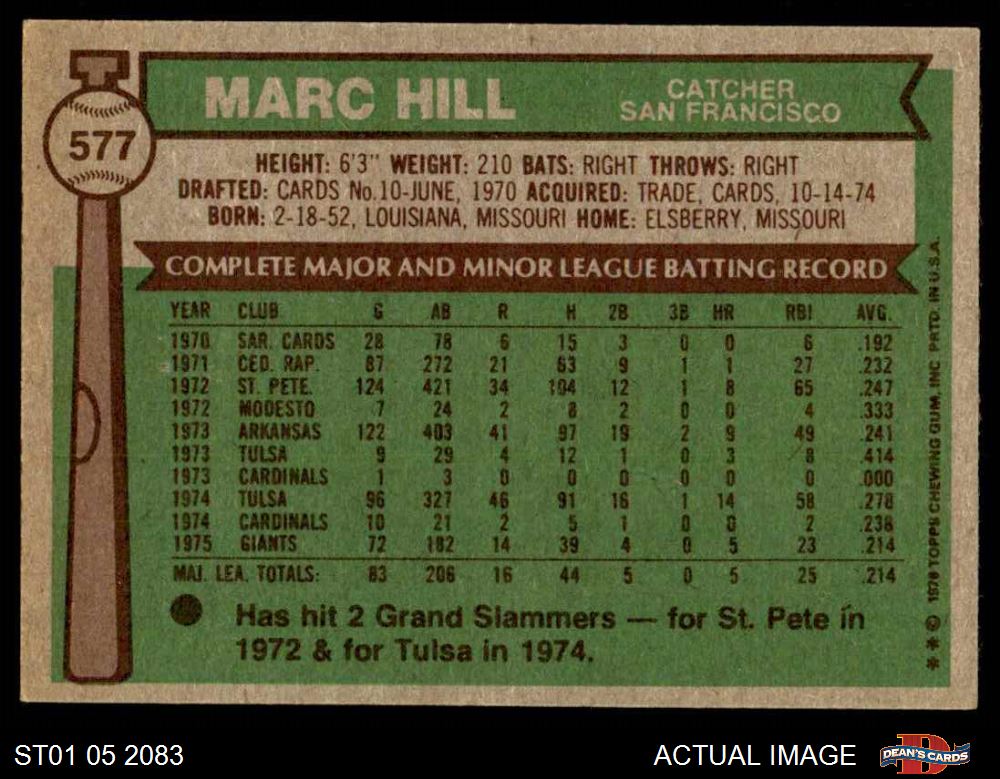 577
MARC HILL
CATCHER
SAN FRANCISCO
HEIGHT: 6'3" WEIGHT: 210 BATS: RIGHT THROWS: RIGHT
DRAFTED: CARDS No.10-JUNE, 1970 ACQUIRED: TRADE, CARDS, 10-14-74
BORN: 2-18-52, LOUISIANA, MISSOURI HOME: ELSBERRY, MISSOURI
COMPLETE MAJOR AND MINOR LEAGUE BATTING RECORD
YEAR CLUB G AB R H 2B 3B HR RBI AVG.
1970 SAR. CARDS 28 78 6 15 3 0 0 6 .192
1971 CED. RAP. 87 272 21 63 9 1 1 27 .232
1972 ST. PETE. 124 421 34 104 12 1 8 65 .247
1972 MODESTO 7 24 2 8 2 0 0 4 .333
1973 ARKANSAS 122 403 41 97 19 2 9 49 .241
1973 TULSA 9 29 4 12 1 0 3 8 .414
1973 CARDINALS 1 3 0 0 0 0 0 0 .000
1974 TULSA 96 327 46 91 16 1 14 58 .278
1974 CARDINALS 10 21 2 5 1 0 0 2 .238
1975 GIANTS 72 182 14 39 4 0 5 23 .214
MAJ. LEA. TOTALS: 83 206 16 44 5 0 5 25 .214
Has hit 2 Grand Slammers — for St. Pete in
1972 & for Tulsa in 1974.
* * © 1976 TOPPS CHEWING GUM, INC PRTD. IN U.S.A.
ST01 05 2083
ACTUAL IMAGE
DEAN'S CARDS